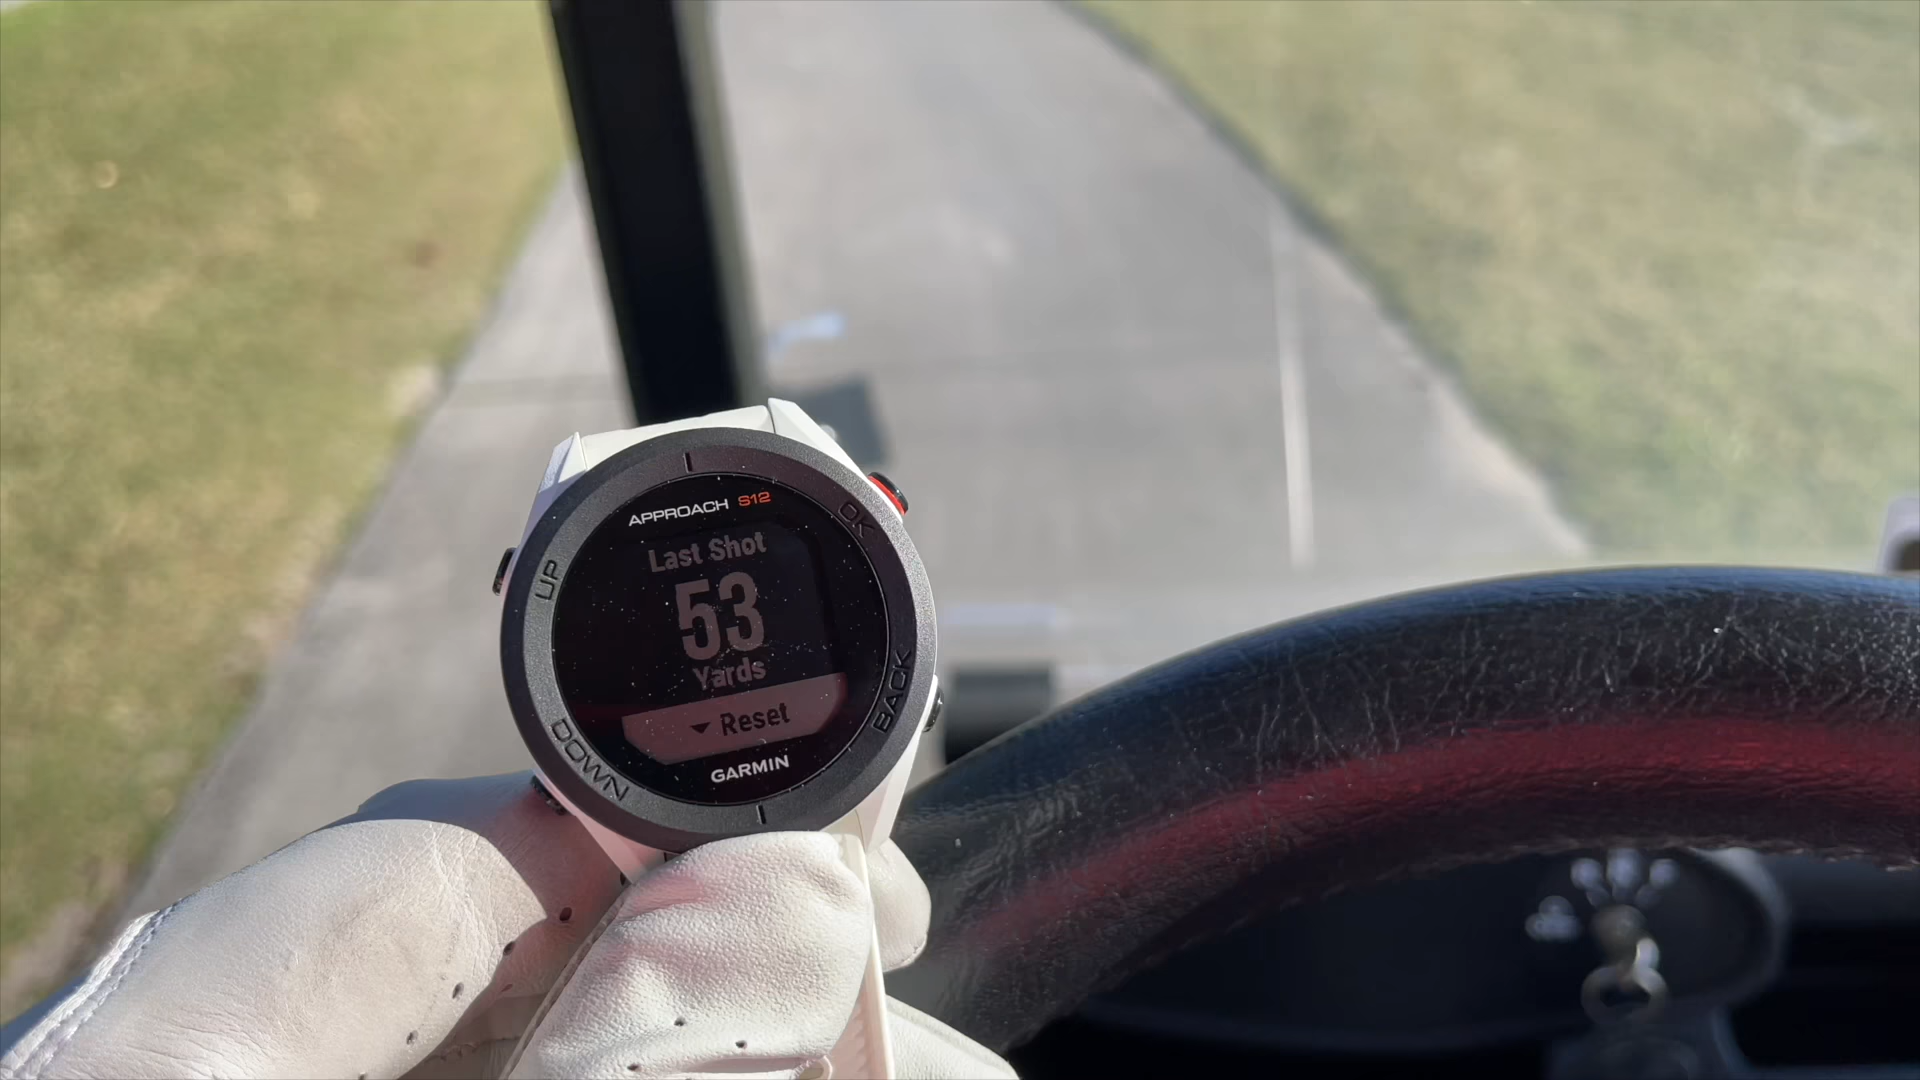 APPROACH S12
OK
Last Shot
UP
53
Yards
BACK
▼ Reset
DOWN
GARMIN